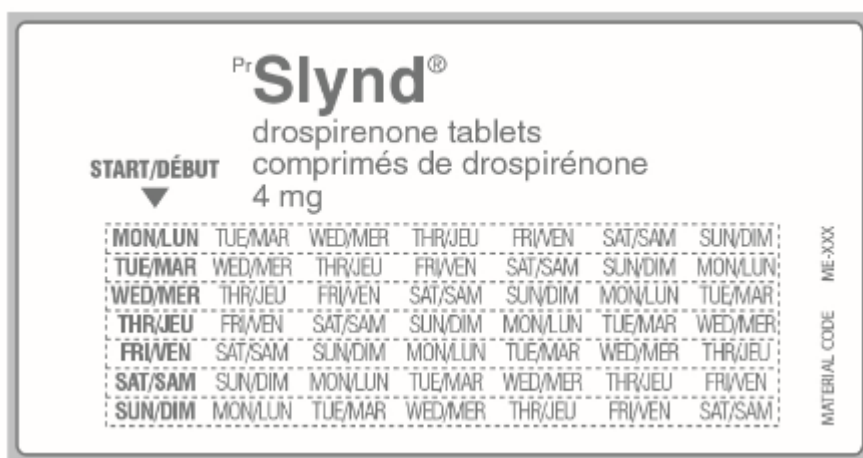 Pr Slynd®
drospirenone tablets
comprimés de drospirénone
4 mg
START/DÉBUT
MON/LUN TUE/MAR WED/MER THR/JEU FRI/VEN SAT/SAM SUN/DIM
TUE/MAR WED/MER THR/JEU FRI/VEN SAT/SAM SUN/DIM MON/LUN
WED/MER THR/JEU FRI/VEN SAT/SAM SUN/DIM MON/LUN TUE/MAR
THR/JEU FRI/VEN SAT/SAM SUN/DIM MON/LUN TUE/MAR WED/MER
FRI/VEN SAT/SAM SUN/DIM MON/LUN TUE/MAR WED/MER THR/JEU
SAT/SAM SUN/DIM MON/LUN TUE/MAR WED/MER THR/JEU FRI/VEN
SUN/DIM MON/LUN TUE/MAR WED/MER THR/JEU FRI/VEN SAT/SAM
MATERIAL CODE ME-XXX